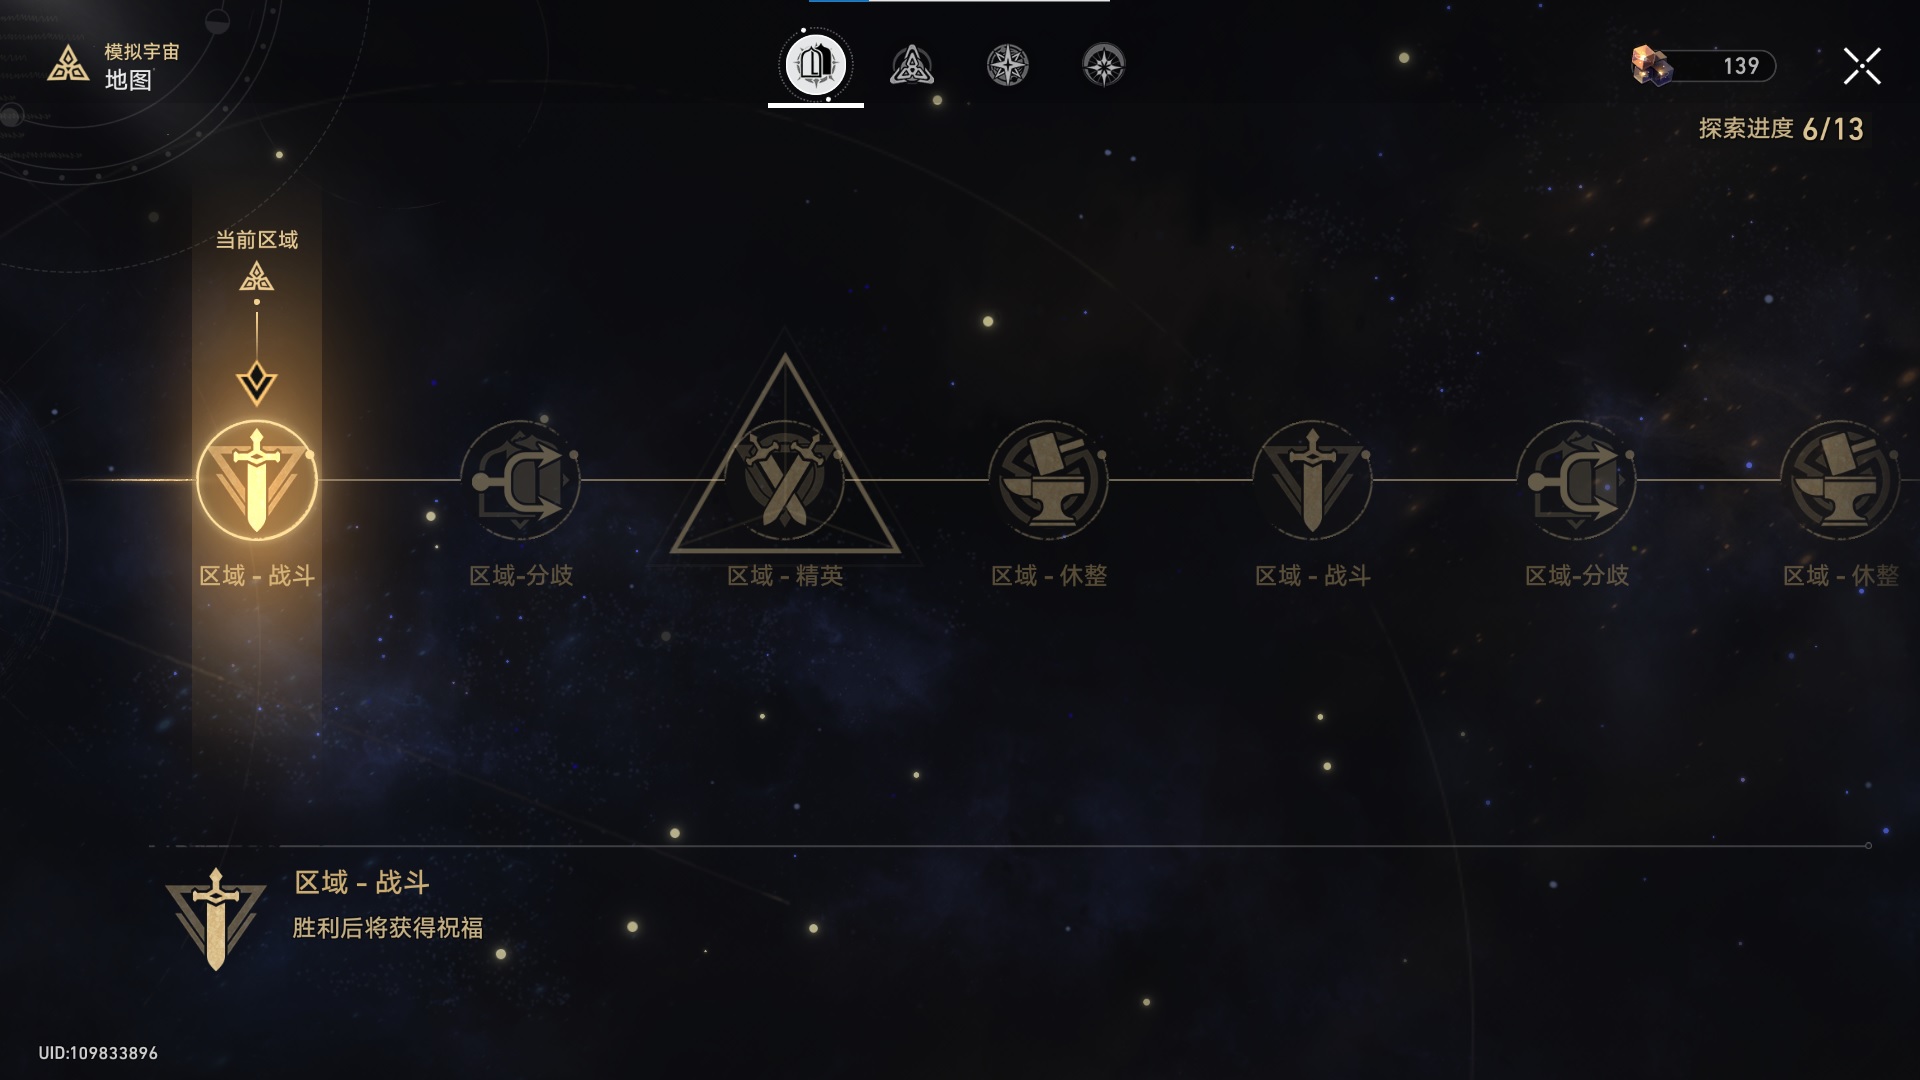 模拟宇宙
地图
139
探索进度 6/13
当前区域
区域 - 战斗
区域-分歧
区域 - 精英
区域 - 休整
区域 - 战斗
区域-分歧
区域 - 休整
区域 - 战斗
胜利后将获得祝福
UID:109833896